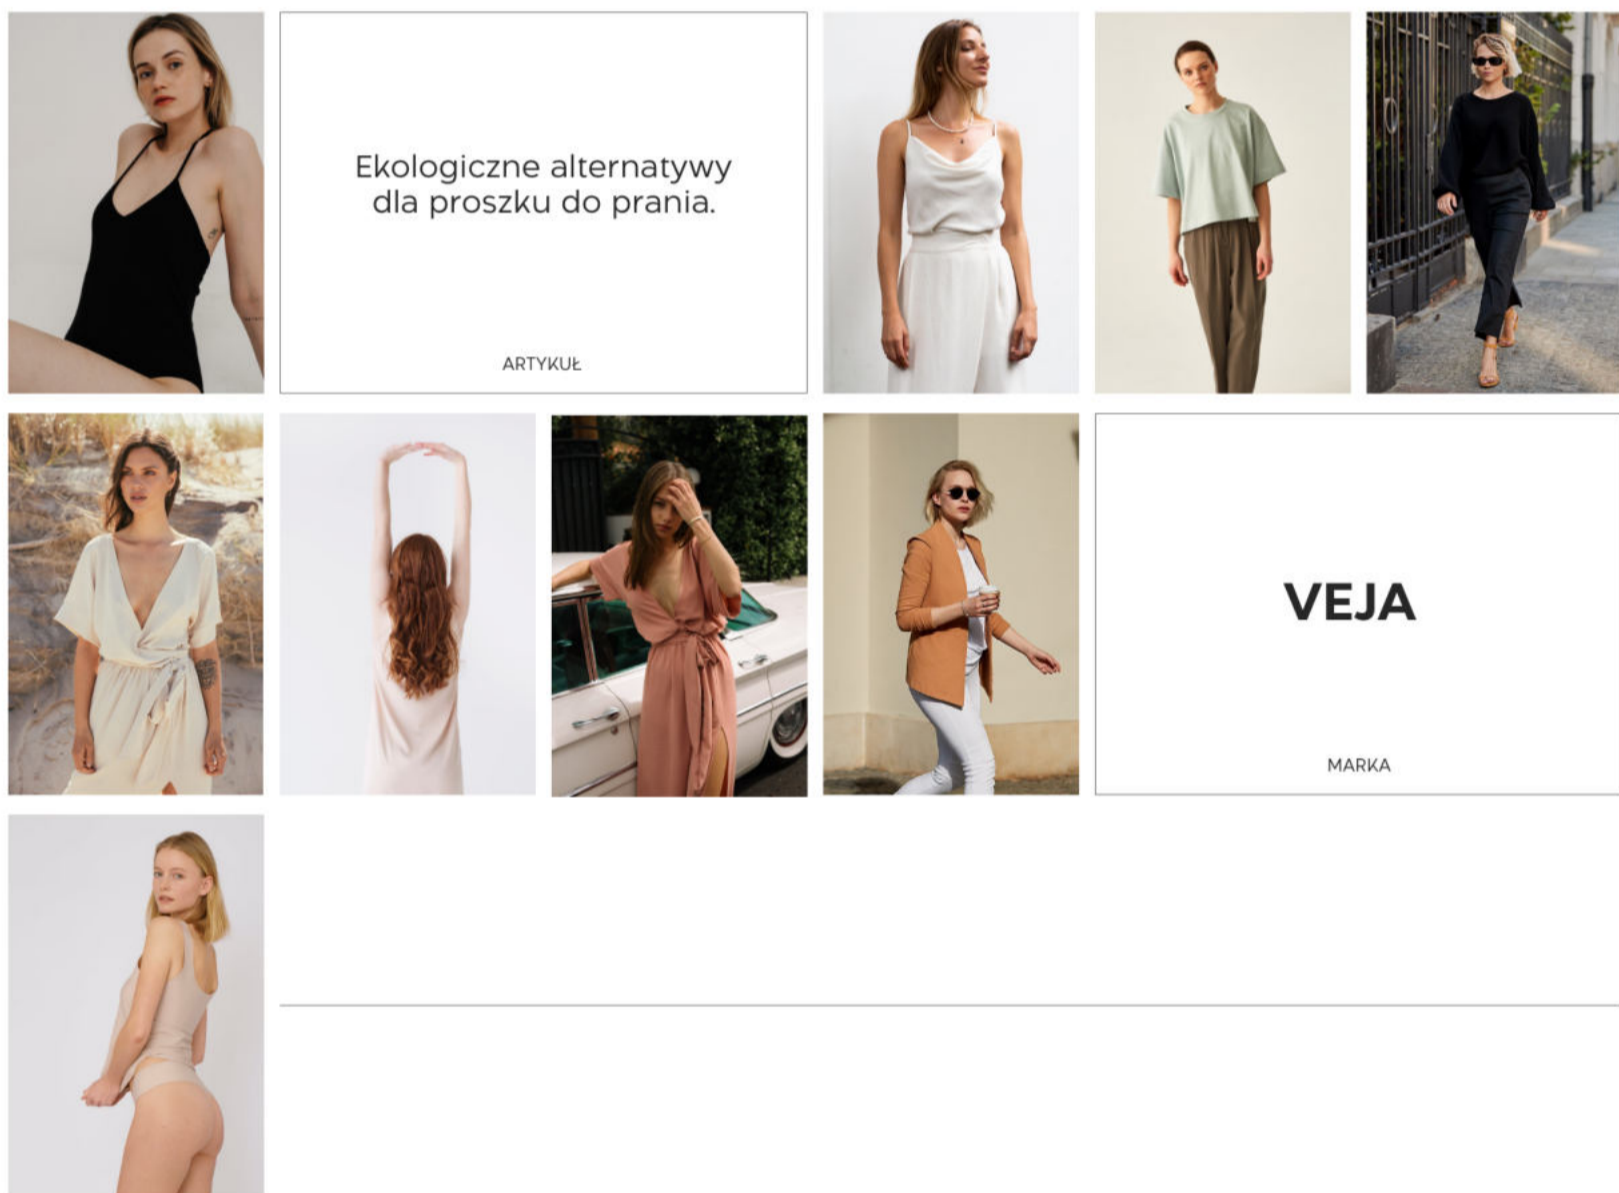 Ekologiczne alternatywy
dla proszku do prania.
ARTYKUŁ
VEJA
MARKA